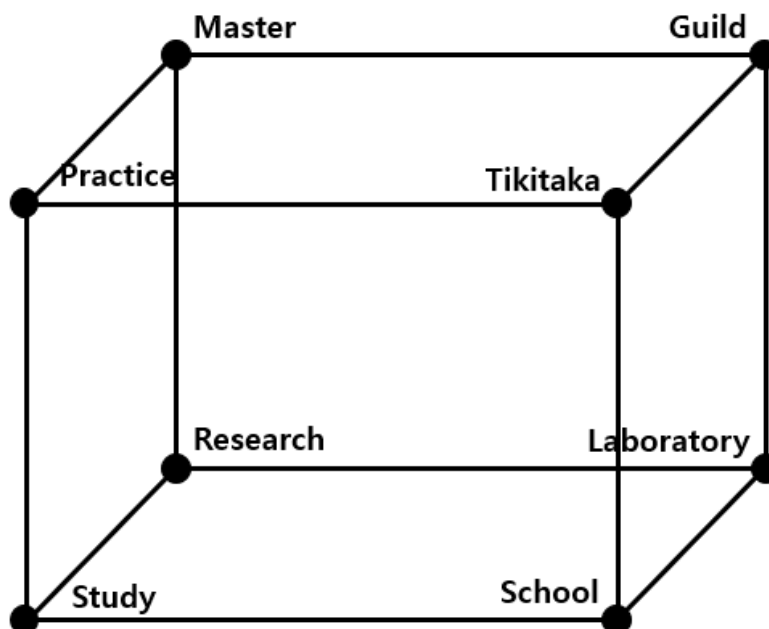 Master
Guild
Practice
Tikitaka
Research
Laboratory
Study
School